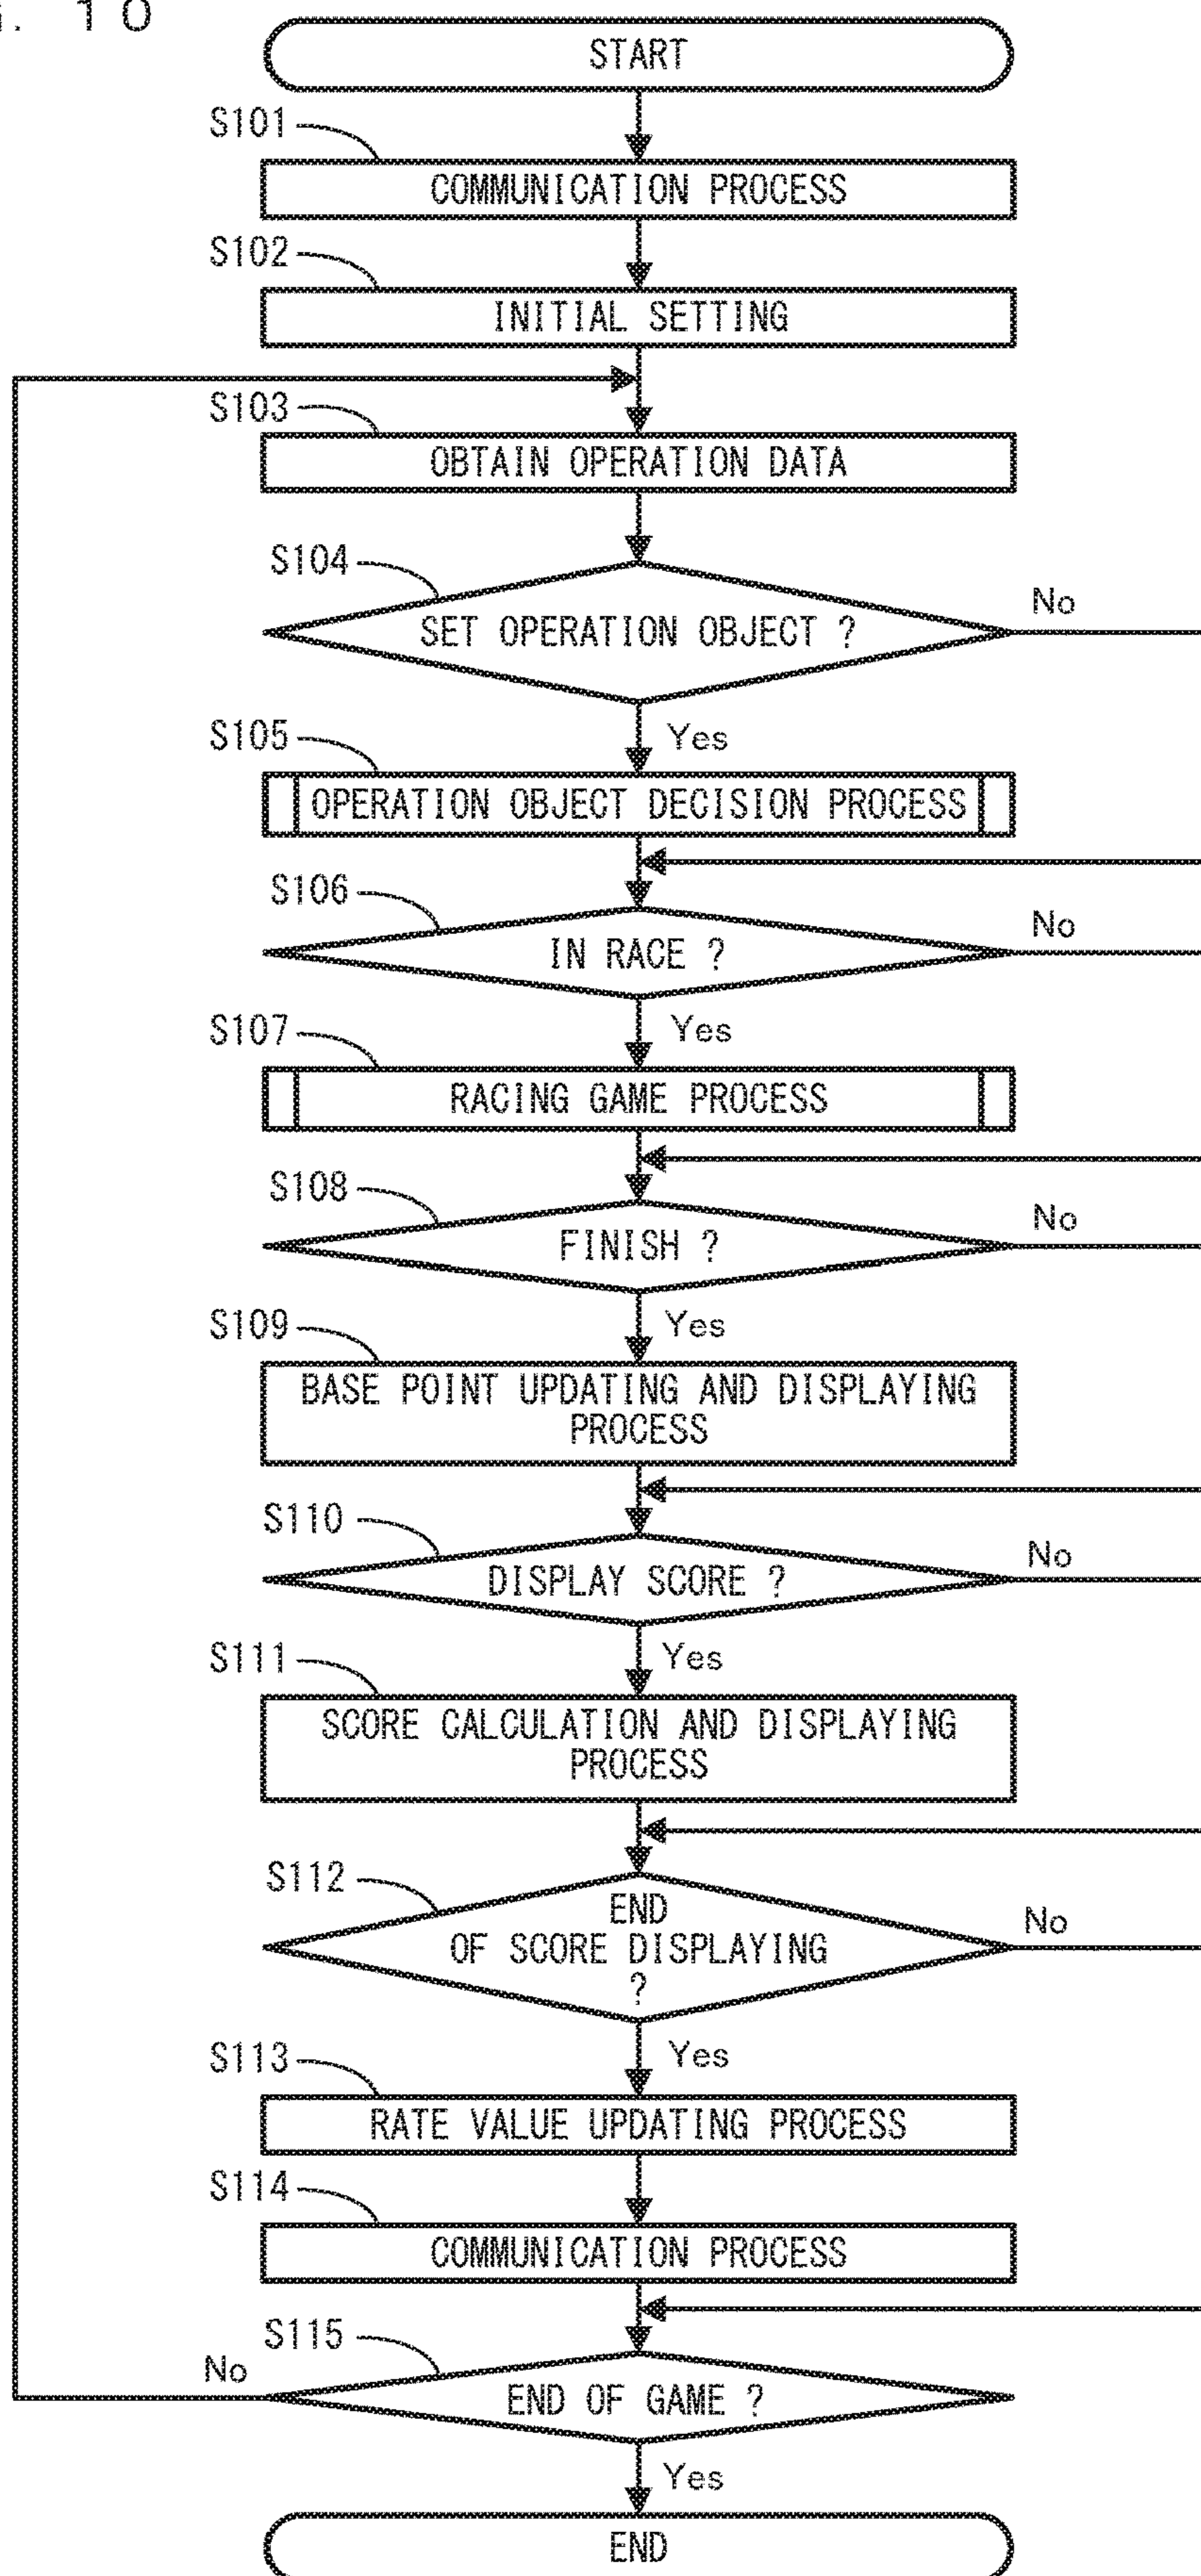 . 10
START
S101
COMMUNICATION PROCESS
S102
INITIAL SETTING
S103
OBTAIN OPERATION DATA
S104
SET OPERATION OBJECT ?
No
Yes
S105
OPERATION OBJECT DECISION PROCESS
S106
IN RACE ?
No
Yes
S107
RACING GAME PROCESS
S108
FINISH ?
No
Yes
S109
BASE POINT UPDATING AND DISPLAYING
PROCESS
S110
DISPLAY SCORE ?
No
Yes
S111
SCORE CALCULATION AND DISPLAYING
PROCESS
S112
END
OF SCORE DISPLAYING
?
No
Yes
S113
RATE VALUE UPDATING PROCESS
S114
COMMUNICATION PROCESS
S115
No
END OF GAME ?
Yes
END